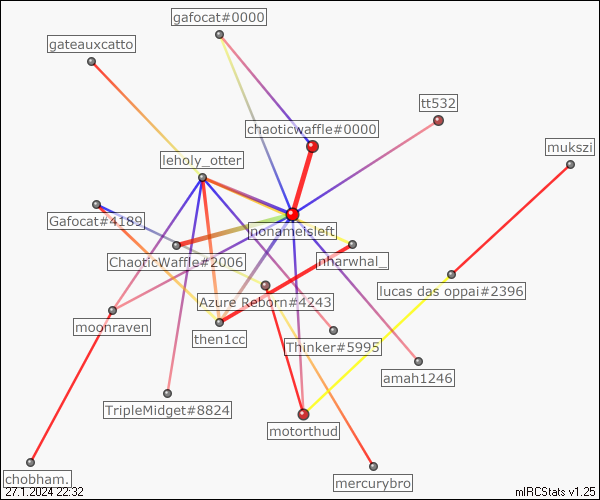 gafocat#0000
gateauxcatto
tt532
chaoticwaffle#0000
mukszi
leholy_otter
Gafocat#4189
nonameisleft
ChaoticWaffle#2006
nharwhal_
lucas das oppai#2396
Azure Reborn#4243
moonraven
then1cc
Thinker#5995
amah1246
TripleMidget#8824
motorthud
chobham.
mercurybro
27.1.2024 22:32
mIRCStats v1.25